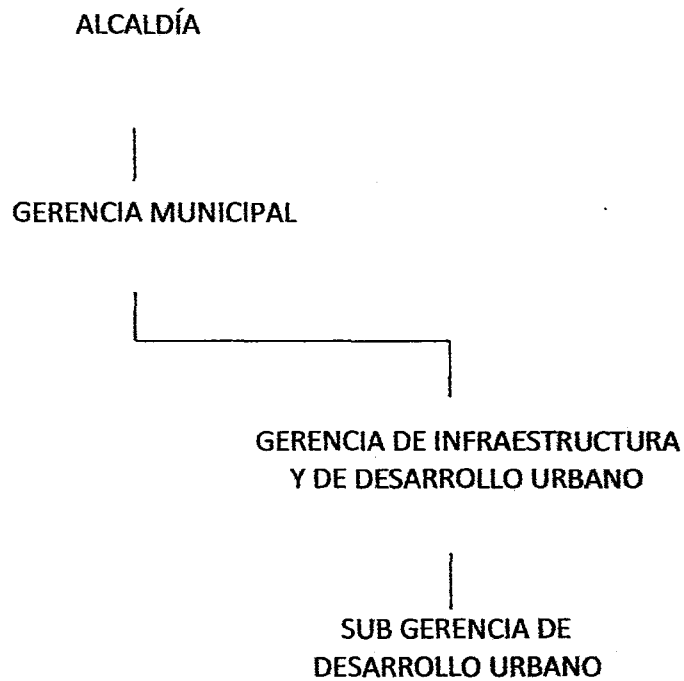 ALCALDÍA
GERENCIA MUNICIPAL
GERENCIA DE INFRAESTRUCTURA
Y DE DESARROLLO URBANO
SUB GERENCIA DE
DESARROLLO URBANO